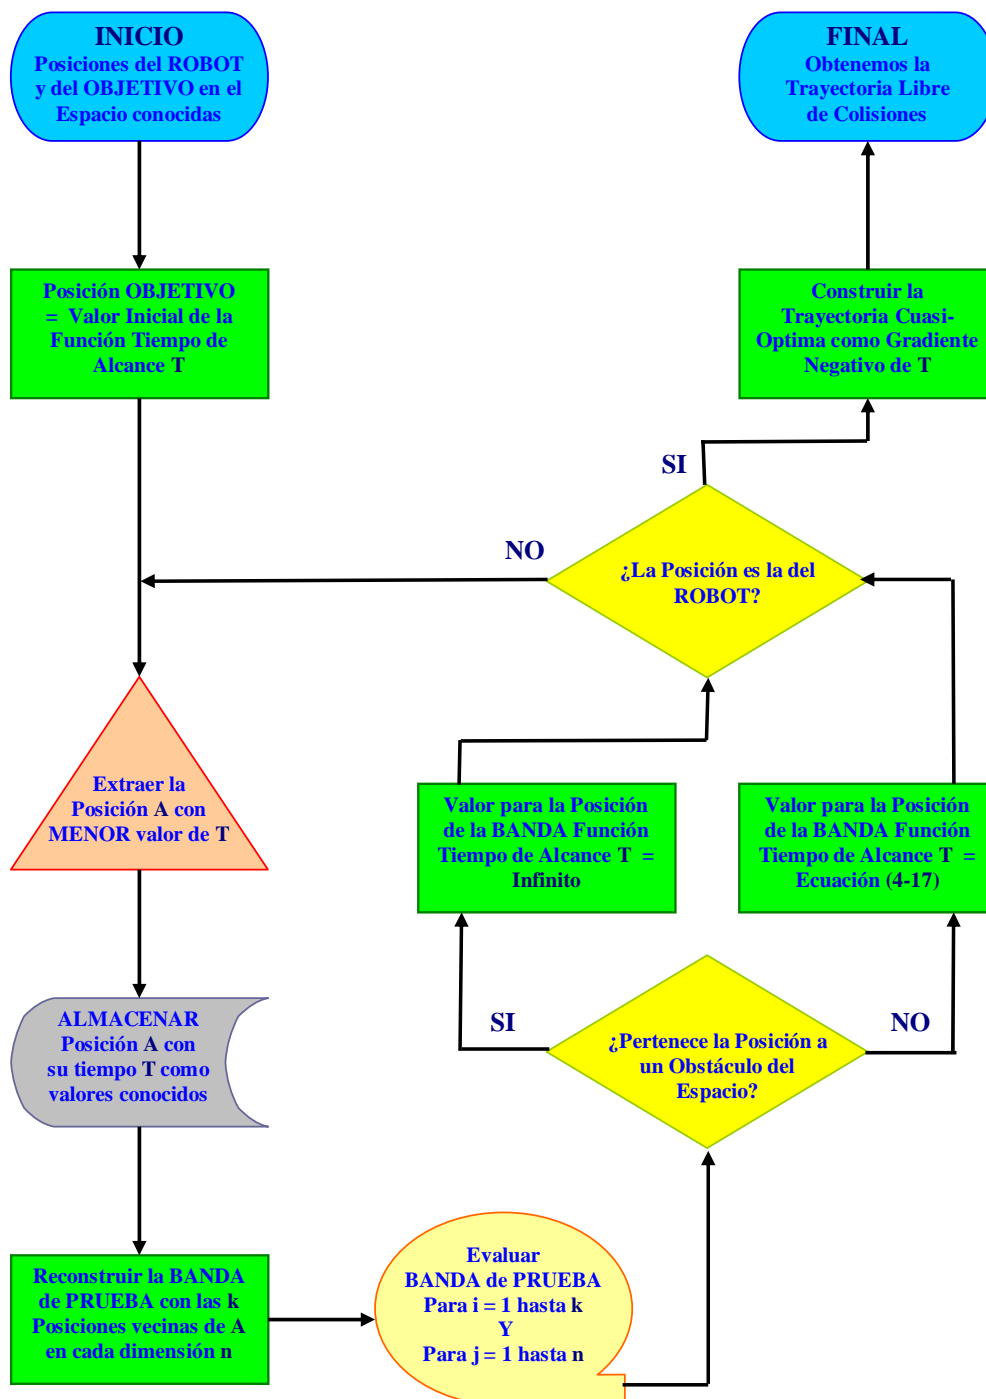 INICIO
Posiciones del ROBOT
y del OBJETIVO en el
Espacio conocidas
FINAL
Obtenemos la
Trayectoria Libre
de Colisiones
Posición OBJETIVO
= Valor Inicial de la
Función Tiempo de
Alcance T
Construir la
Trayectoria Cuasi-
Optima como Gradiente
Negativo de T
SI
NO
¿La Posición es la del
ROBOT?
Extraer la
Posición A con
MENOR valor de T
Valor para la Posición
de la BANDA Función
Tiempo de Alcance T =
Infinito
Valor para la Posición
de la BANDA Función
Tiempo de Alcance T =
Ecuación (4-17)
SI
NO
¿Pertenece la Posición a
un Obstáculo del
Espacio?
ALMACENAR
Posición A con
su tiempo T como
valores conocidos
Reconstruir la BANDA
de PRUEBA con las k
Posiciones vecinas de A
en cada dimensión n
Evaluar
BANDA de PRUEBA
Para i = 1 hasta k
Y
Para j = 1 hasta n